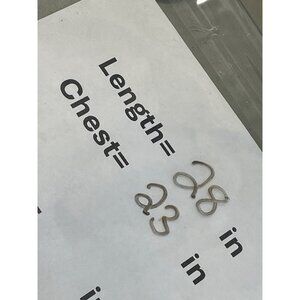 Length= 28 in
Chest= 23 in